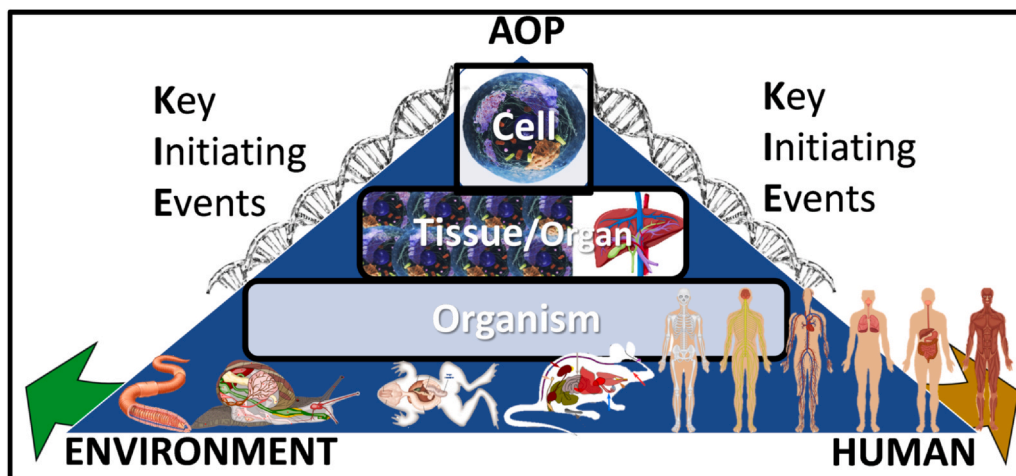 AOP
Key
Initiating
Events
Key
Initiating
Events
Cell
Tissue/Organ
Organism
ENVIRONMENT
HUMAN